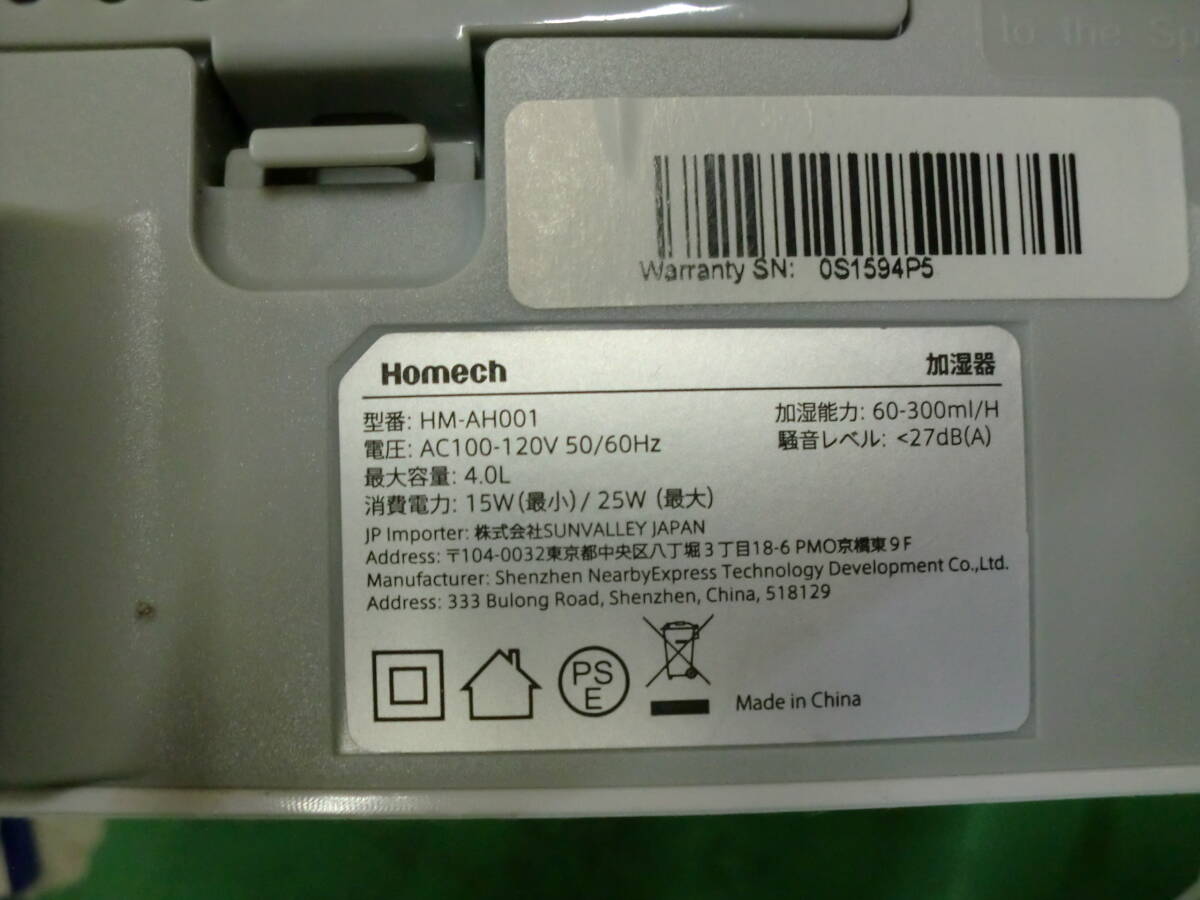 to the Sp
Warranty SN: 0S1594P5
Homech 加湿器
型番: HM-AH001 加湿能力: 60-300ml/H
電圧: AC100-120V 50/60Hz 騒音レベル: <27dB(A)
最大容量: 4.0L
消費電力: 15W(最小) / 25W (最大)
JP Importer: 株式会社SUNVALLEY JAPAN
Address: 〒104-0032東京都中央区八丁堀3丁目18-6 PMO京橋東9F
Manufacturer: Shenzhen NearbyExpress Technology Development Co.,Ltd.
Address: 333 Bulong Road, Shenzhen, China, 518129
PS
E
Made in China